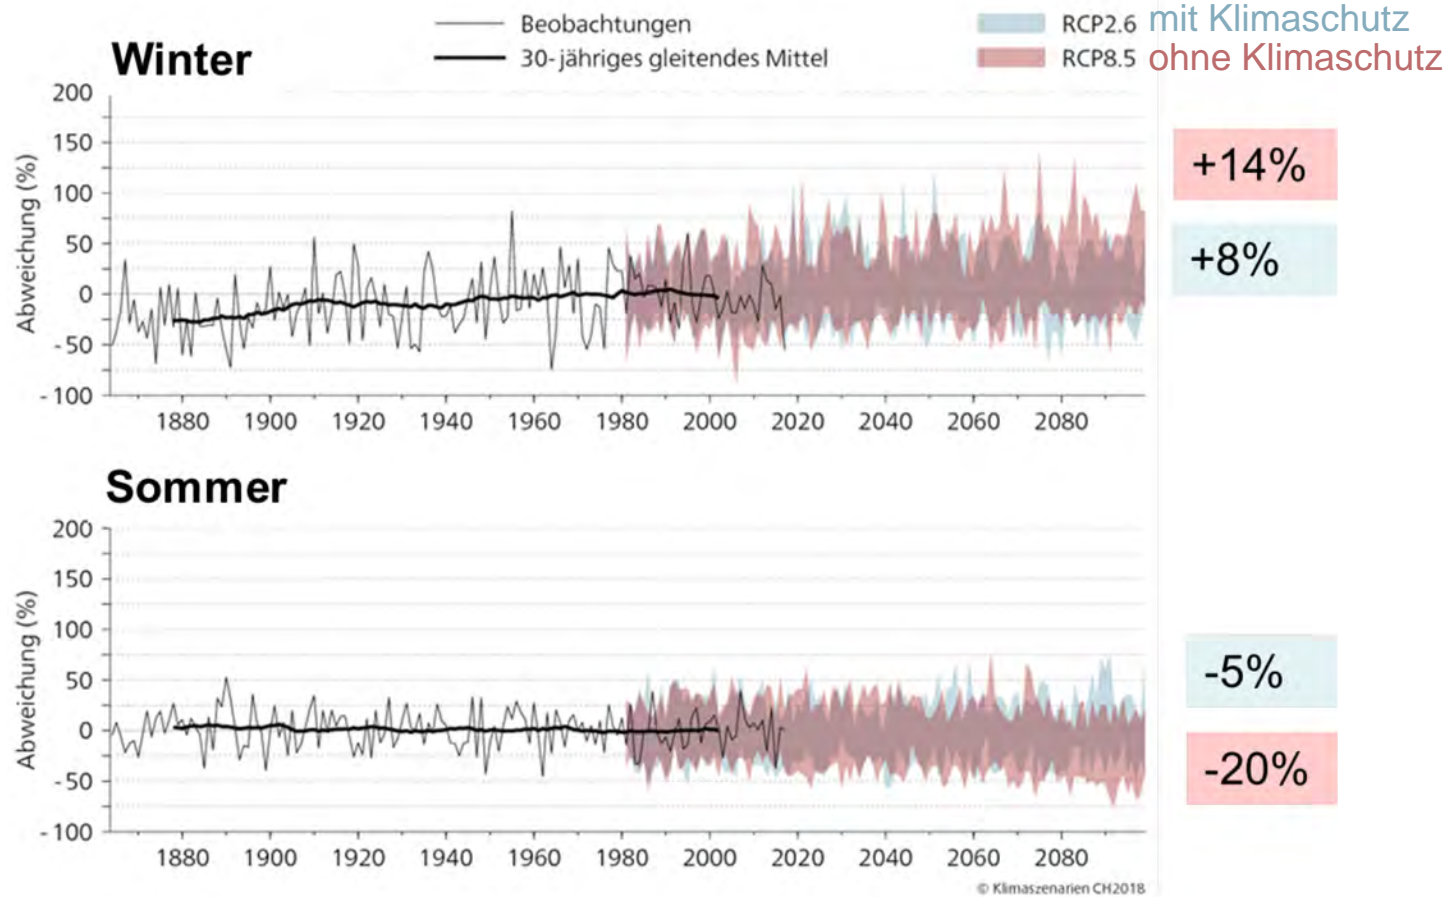 Beobachtungen
30-jähriges gleitendes Mittel
RCP2.6 mit Klimaschutz
RCP8.5 ohne Klimaschutz
Winter
Abweichung (%)
200
150
100
50
0
-50
-100
1880 1900 1920 1940 1960 1980 2000 2020 2040 2060 2080
+14%
+8%
Sommer
Abweichung (%)
200
150
100
50
0
-50
-100
1880 1900 1920 1940 1960 1980 2000 2020 2040 2060 2080
-5%
-20%
© Klimaszenarien CH2018